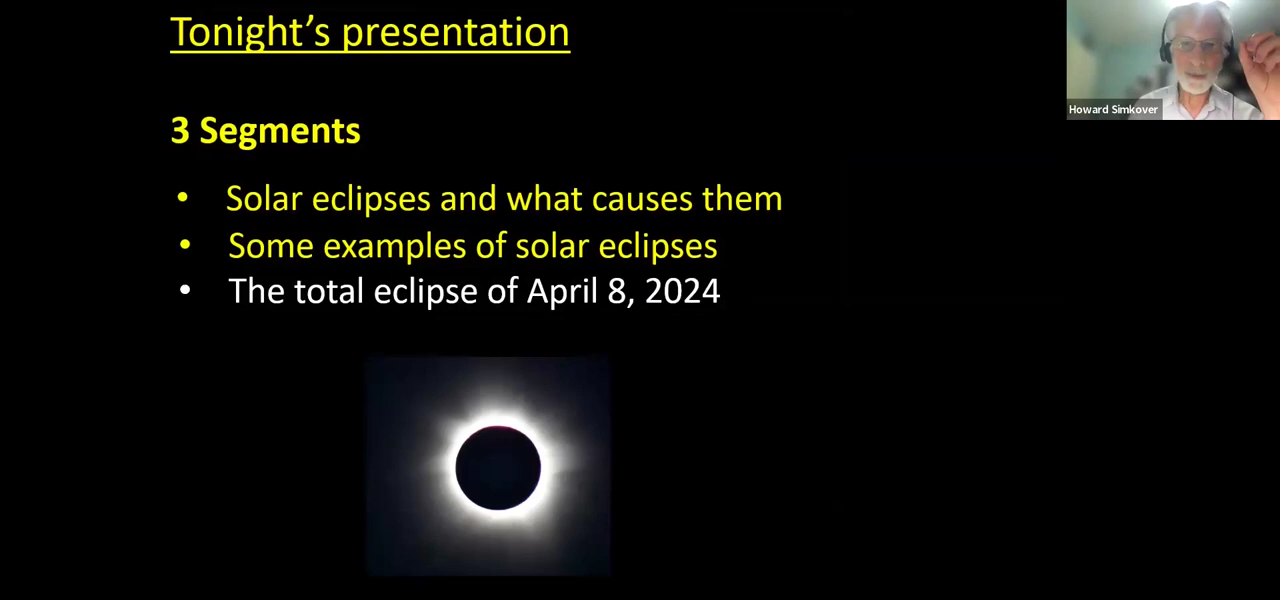 Tonight’s presentation
Howard Simkover
3 Segments
• Solar eclipses and what causes them
• Some examples of solar eclipses
• The total eclipse of April 8, 2024